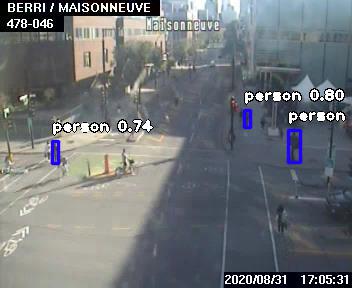 BERRI / MAISONNEUVE
Maisonneuve
478-046
person 0.80
person
person 0.74
2020/08/31 17:05:31